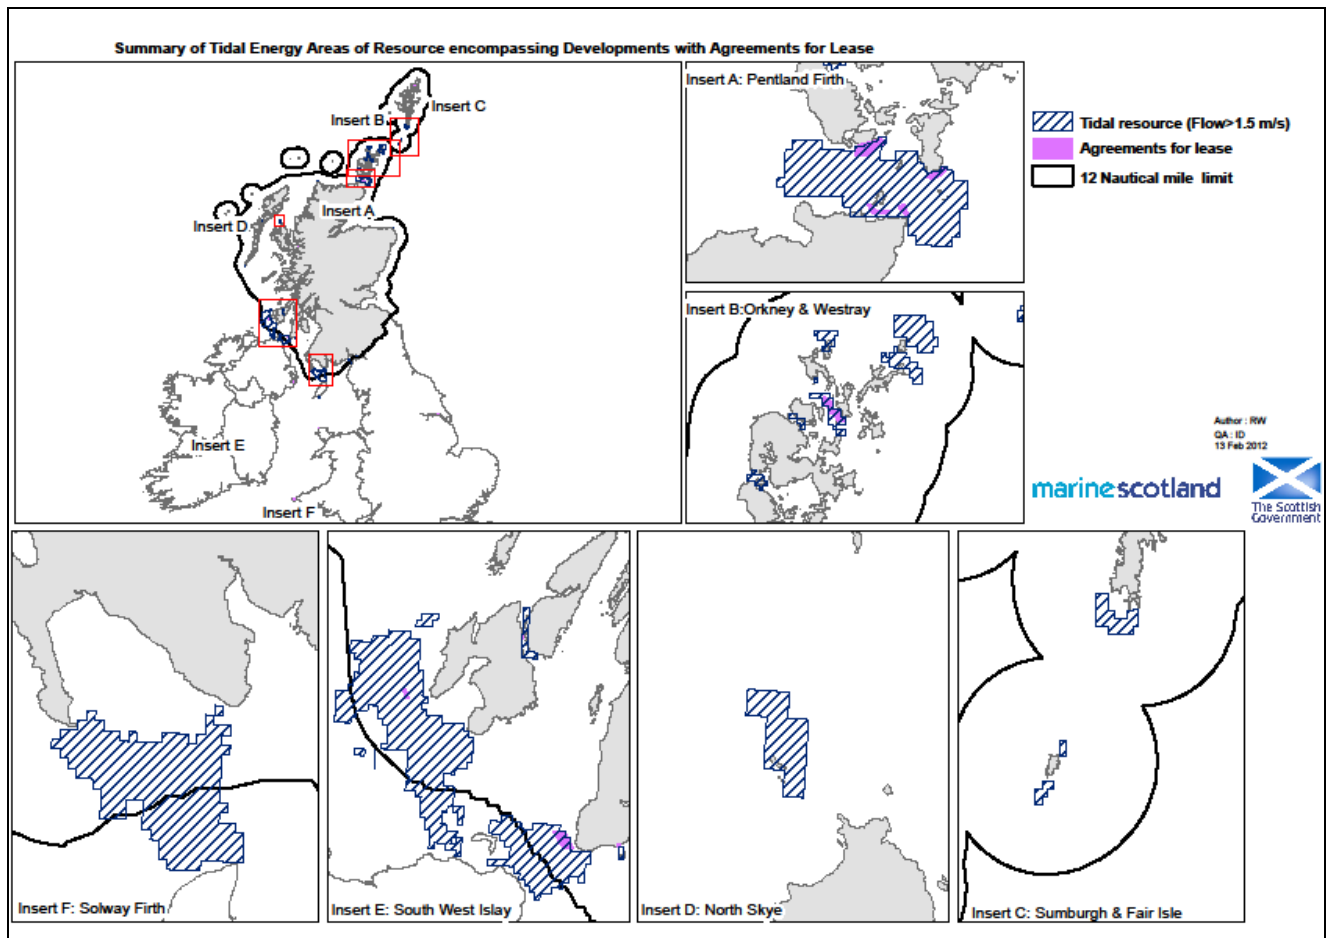 Summary of Tidal Energy Areas of Resource encompassing Developments with Agreements for Lease
Insert C
Insert B
Insert A
Insert D
Insert E
Insert F
Insert A: Pentland Firth
Tidal resource (Flow>1.5 m/s)
Agreements for lease
12 Nautical mile limit
Insert B:Orkney & Westray
Author : RW
QA : ID
13 Feb 2012
marinescotland
The Scottish
Government
Insert F: Solway Firth
Insert E: South West Islay
Insert D: North Skye
Insert C: Sumburgh & Fair Isle